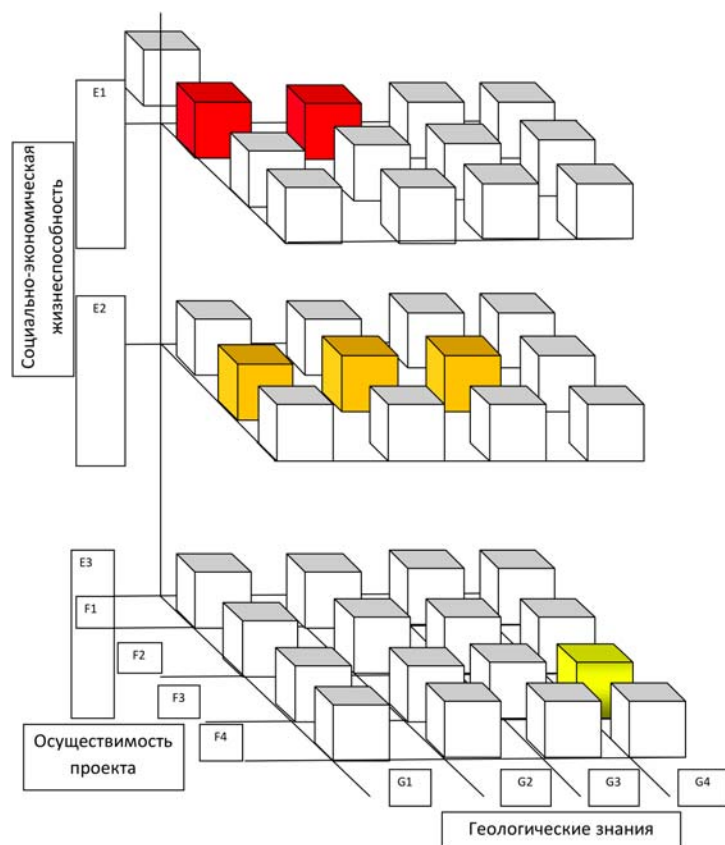 E1
Социально-экономическая
жизнеспособность
E2
E3
F1
F2
F3
F4
Осуществимость
проекта
G1
G2
G3
G4
Геологические знания